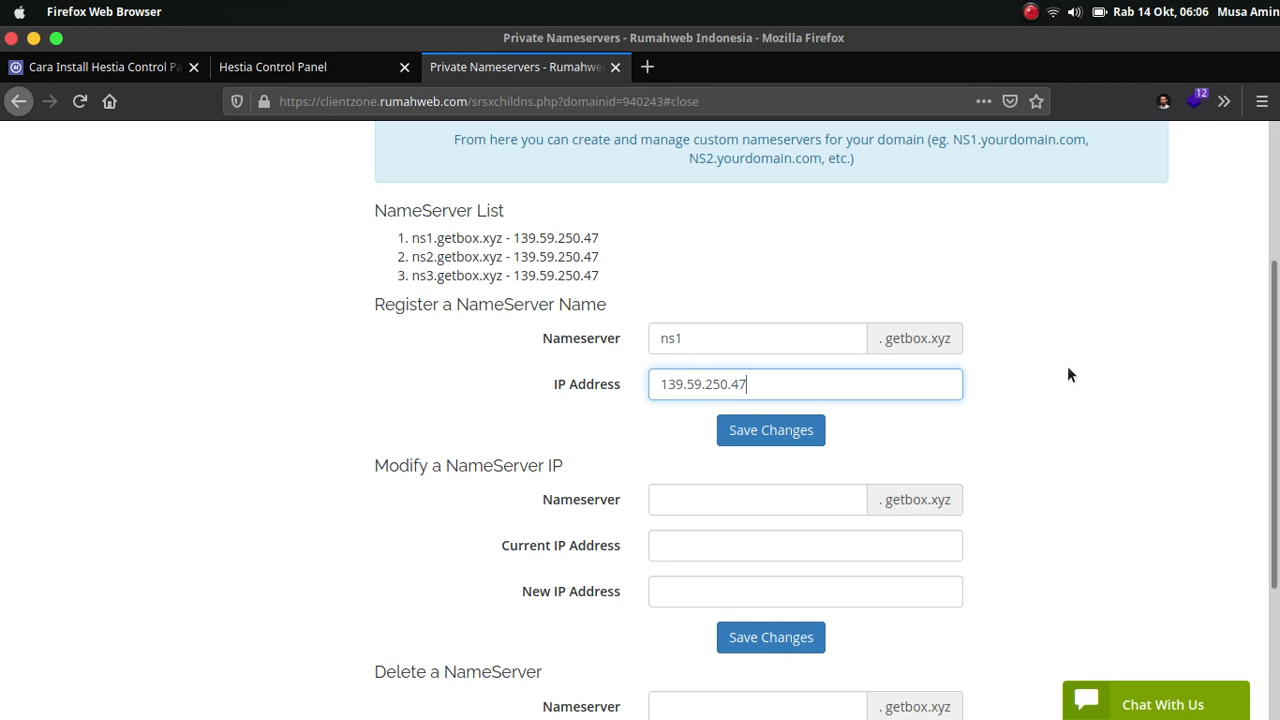 Firefox Web Browser
Rab 14 Okt, 06:06
Musa Amin
Private Nameservers - Rumahweb Indonesia - Mozilla Firefox
Cara Install Hestia Control Pa
Hestia Control Panel
Private Nameservers - Rumahwe
https://clientzone.rumahweb.com/srsxchildns.php?domainid=940243#close
12
From here you can create and manage custom nameservers for your domain (eg. NS1.yourdomain.com,
NS2.yourdomain.com, etc.)
NameServer List
1. ns1.getbox.xyz - 139.59.250.47
2. ns2.getbox.xyz - 139.59.250.47
3. ns3.getbox.xyz - 139.59.250.47
Register a NameServer Name
Nameserver ns1 . getbox.xyz
IP Address 139.59.250.47
Save Changes
Modify a NameServer IP
Nameserver . getbox.xyz
Current IP Address
New IP Address
Save Changes
Delete a NameServer
Nameserver . getbox.xyz
Chat With Us